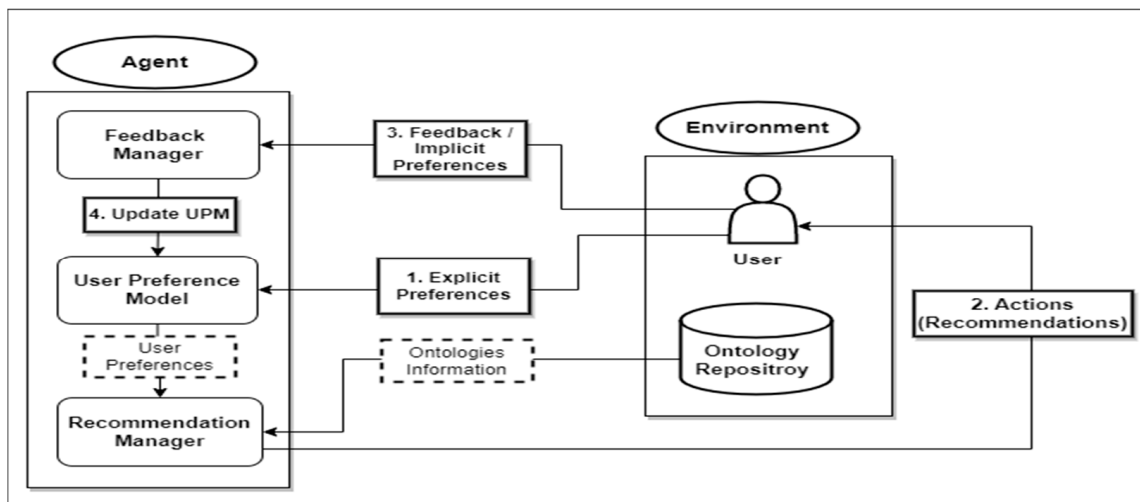 Agent
Feedback
Manager
4. Update UPM
User Preference
Model
User
Preferences
Recommendation
Manager
3. Feedback /
Implicit
Preferences
1. Explicit
Preferences
Ontologies
Information
Environment
User
Ontology
Repositroy
2. Actions
(Recommendations)